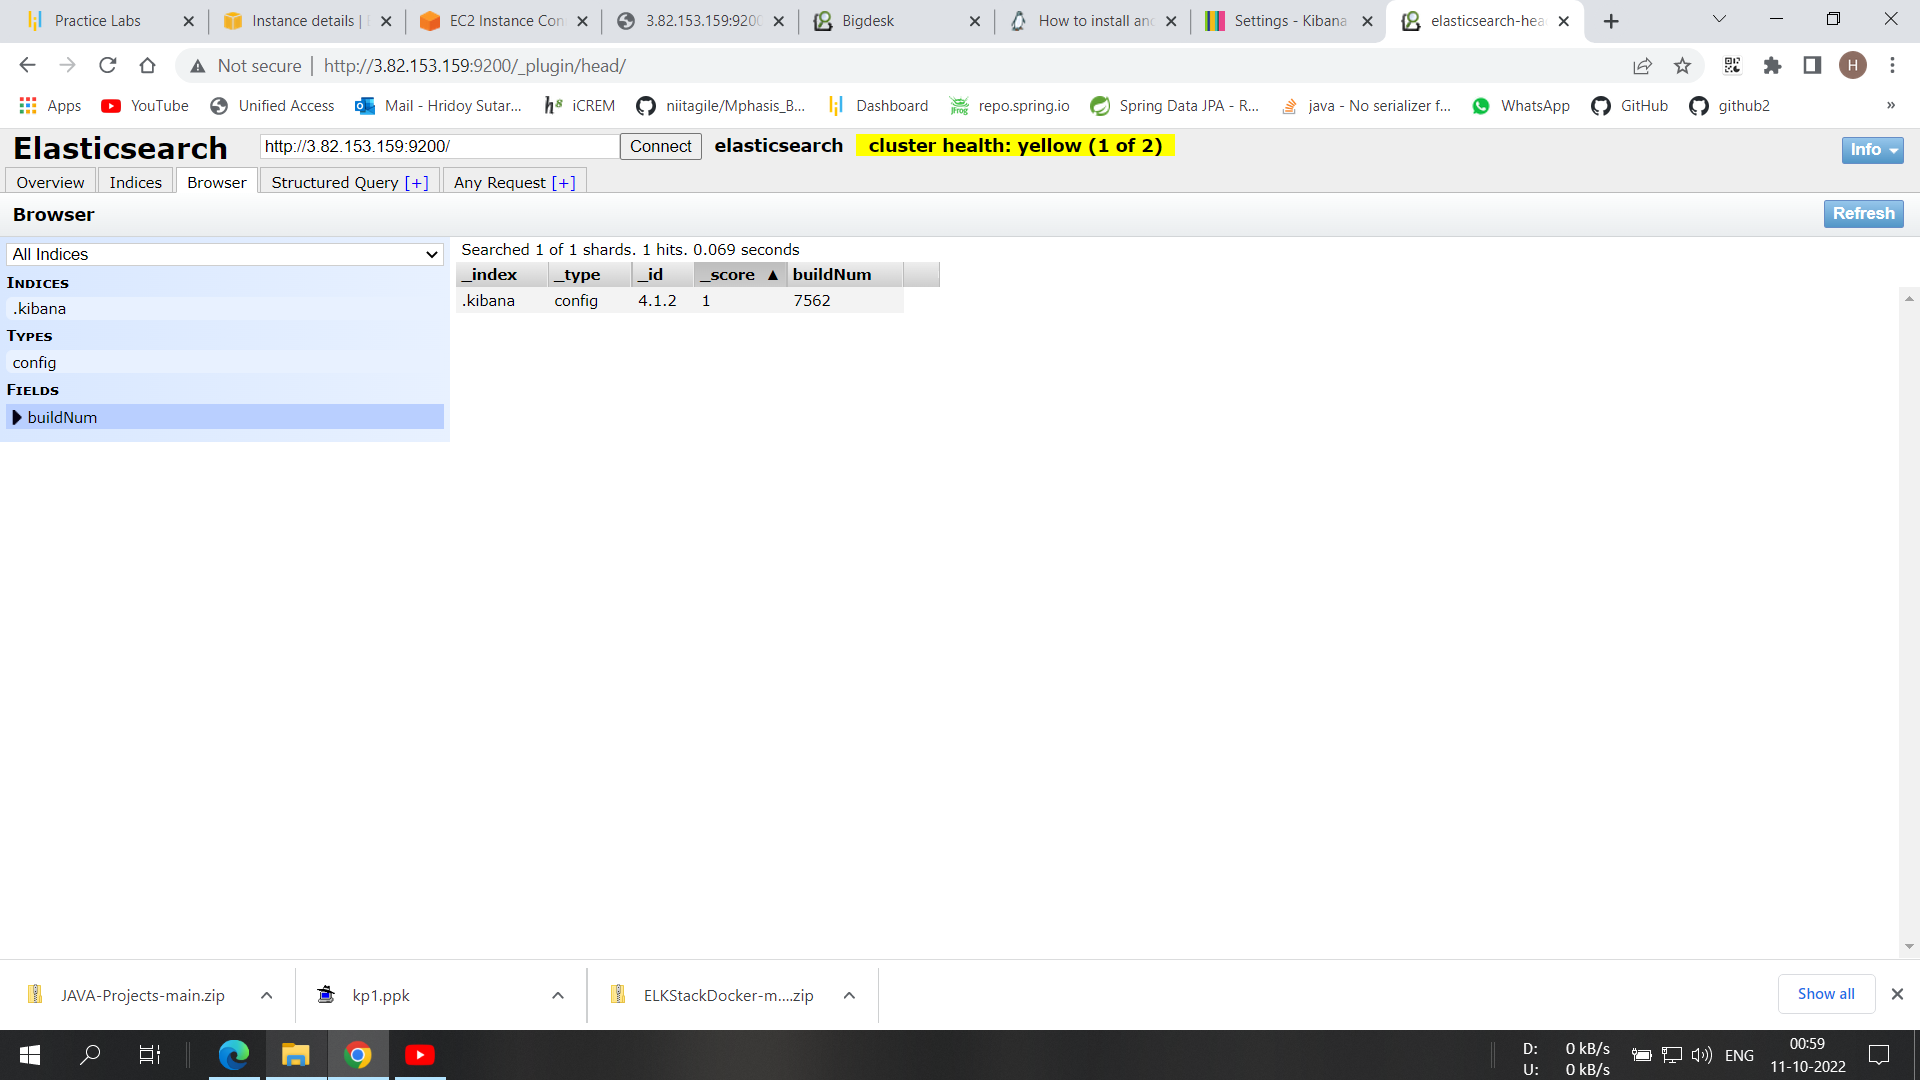 Practice Labs
Instance details |
EC2 Instance Con
3.82.153.159:9200
Bigdesk
How to install an
Settings - Kibana
elasticsearch-hea
Not secure | http://3.82.153.159:9200/_plugin/head/
H
Apps YouTube Unified Access Mail - Hridoy Sutar... iCREM niitagile/Mphasis_B... Dashboard repo.spring.io Spring Data JPA - R... java - No serializer f... WhatsApp GitHub github2 »
Elasticsearch http://3.82.153.159:9200/ Connect elasticsearch cluster health: yellow (1 of 2) Info
Overview Indices Browser Structured Query [+] Any Request [+]
Browser Refresh
All Indices
Indices
.kibana
Types
config
Fields
buildNum
Searched 1 of 1 shards. 1 hits. 0.069 seconds
_index _type _id _score ▲ buildNum
.kibana config 4.1.2 1 7562
JAVA-Projects-main.zip kp1.ppk ELKStackDocker-m....zip Show all
D: 0 kB/s
U: 0 kB/s
ENG
00:59
11-10-2022